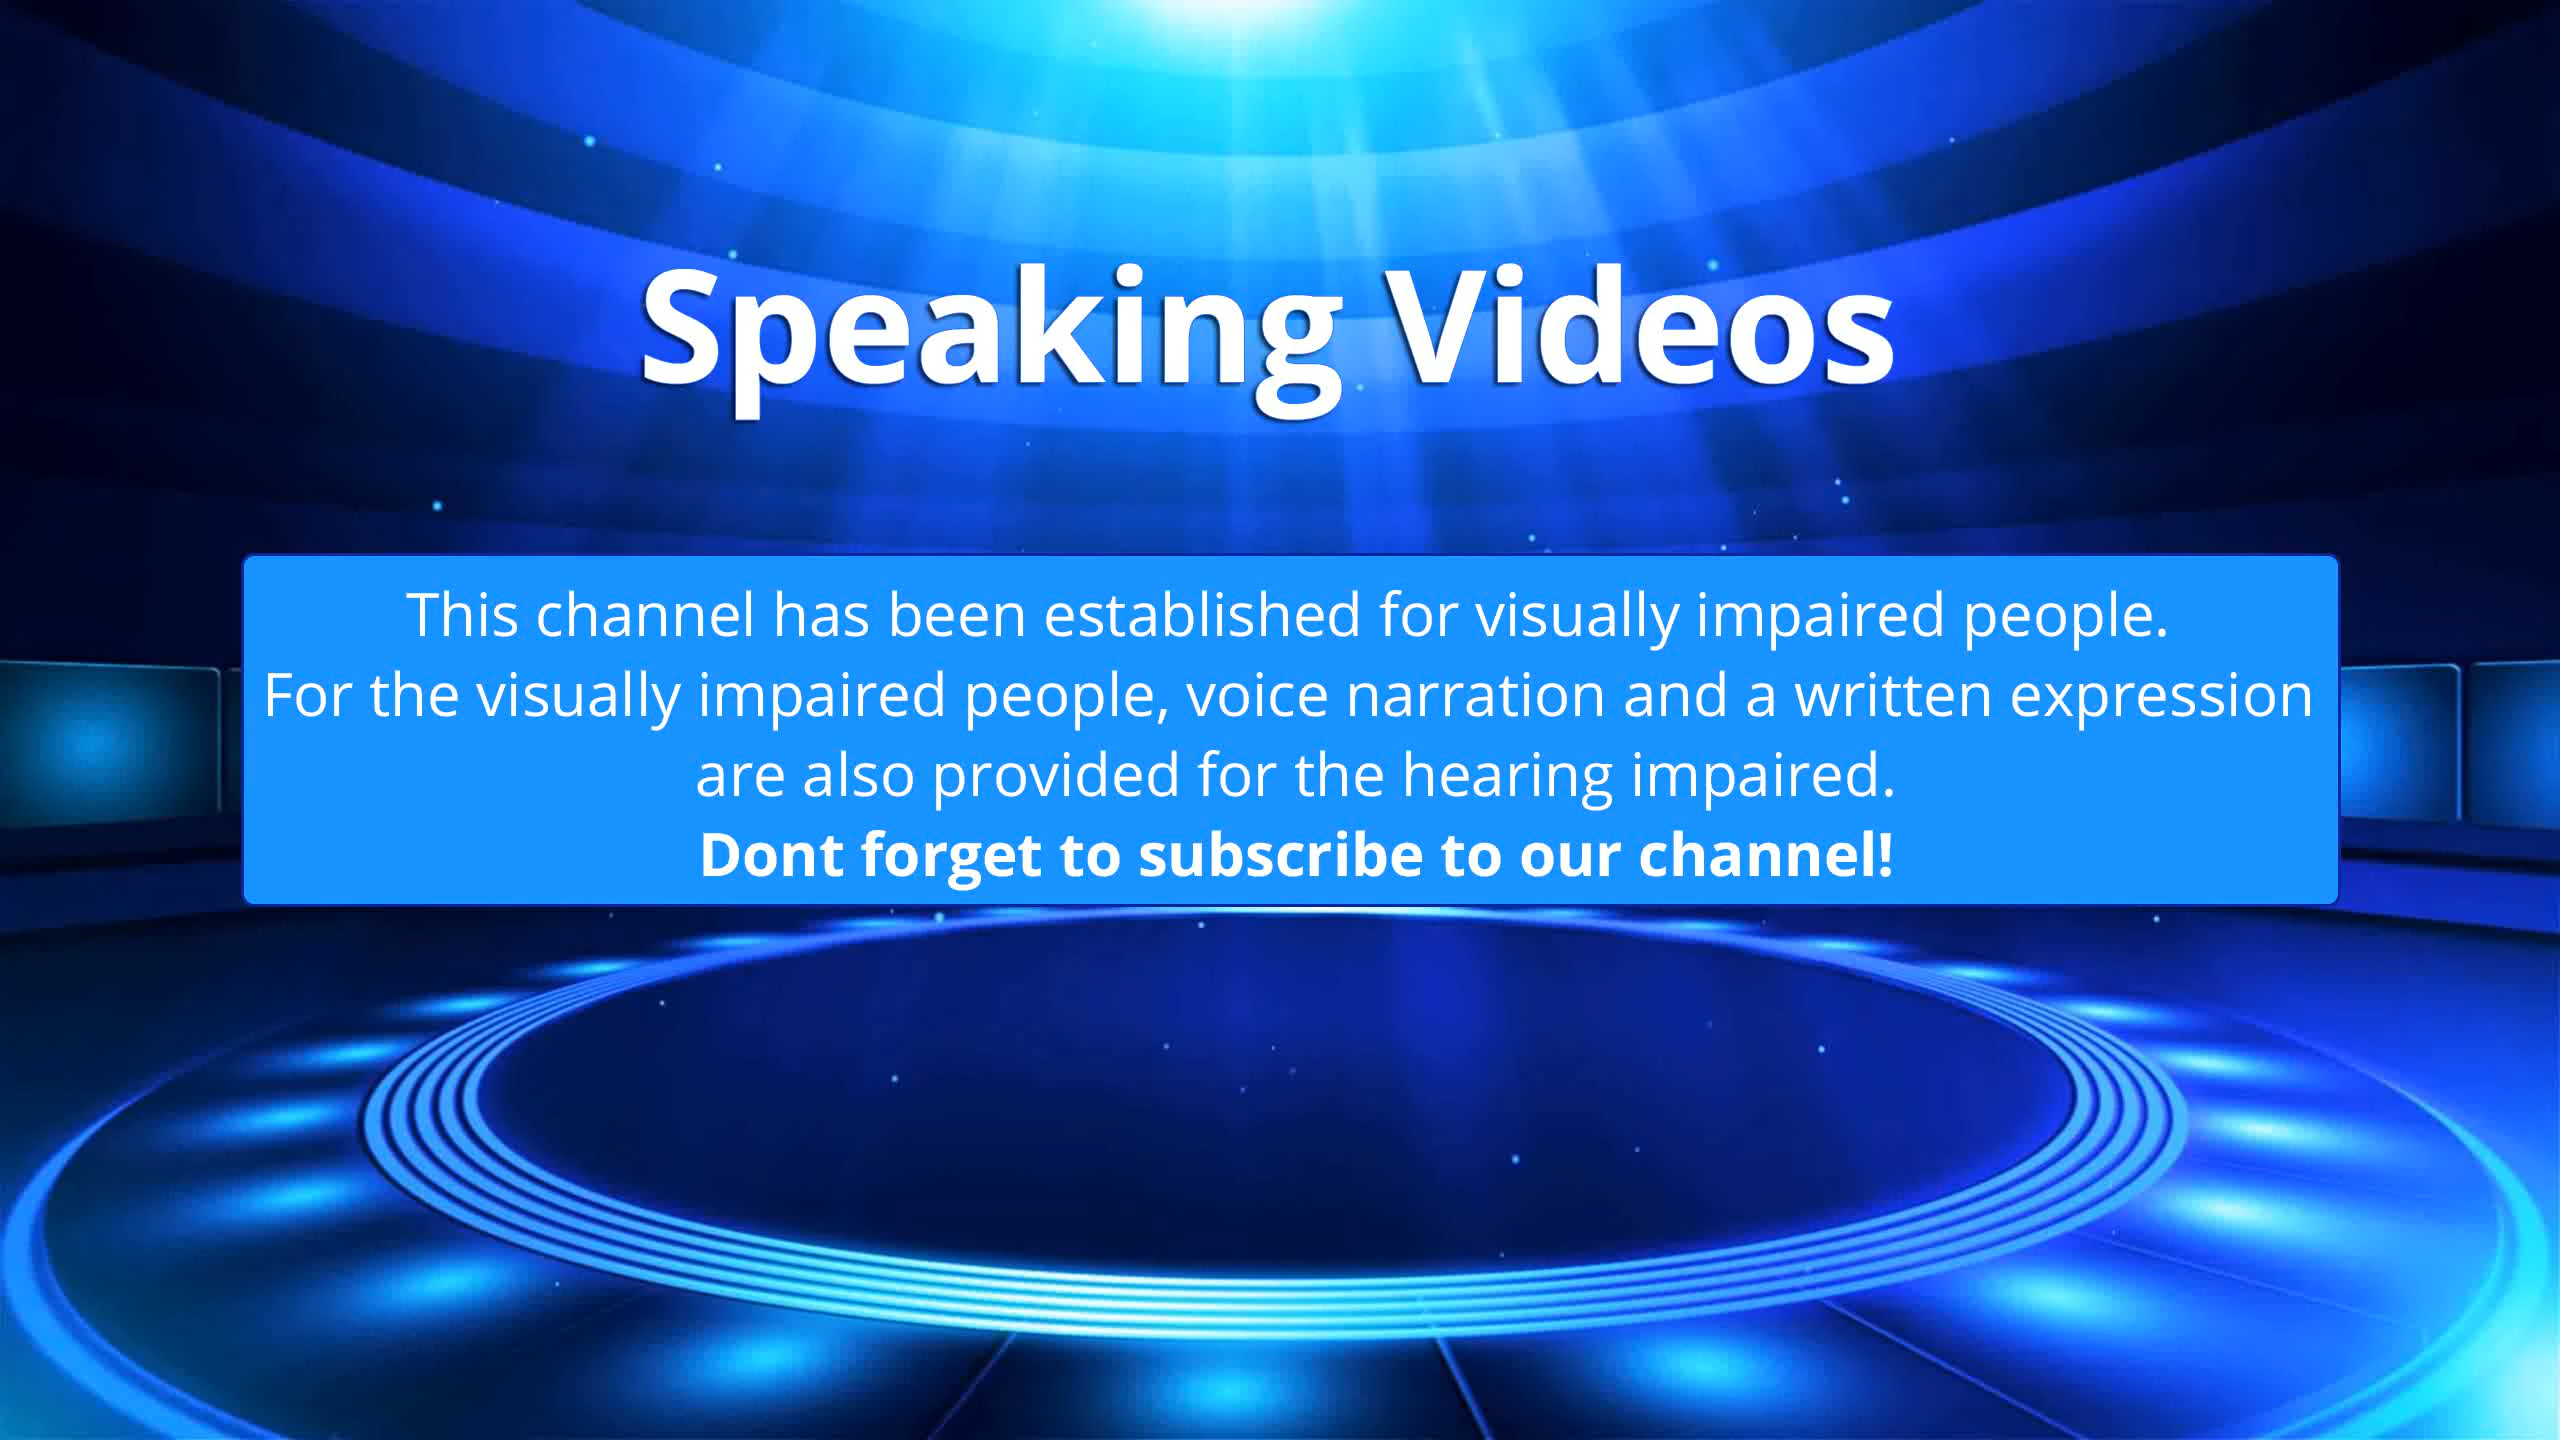 Speaking Videos
This channel has been established for visually impaired people.
For the visually impaired people, voice narration and a written expression
are also provided for the hearing impaired.
Dont forget to subscribe to our channel!